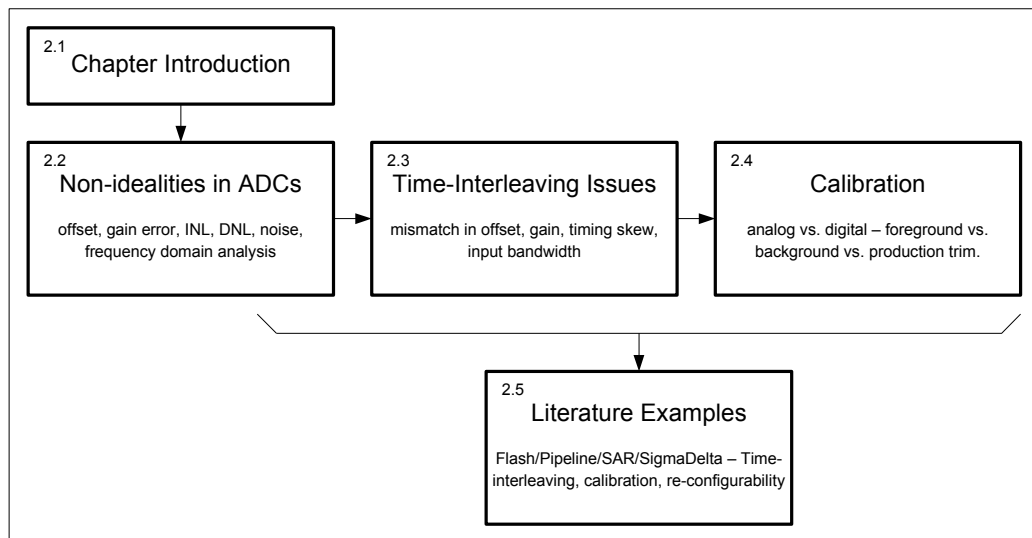 2.1
Chapter Introduction
2.2
Non-idealities in ADCs
offset, gain error, INL, DNL, noise,
frequency domain analysis
2.3
Time-Interleaving Issues
mismatch in offset, gain, timing skew,
input bandwidth
2.4
Calibration
analog vs. digital – foreground vs.
background vs. production trim.
2.5
Literature Examples
Flash/Pipeline/SAR/SigmaDelta – Time-
interleaving, calibration, re-configurability